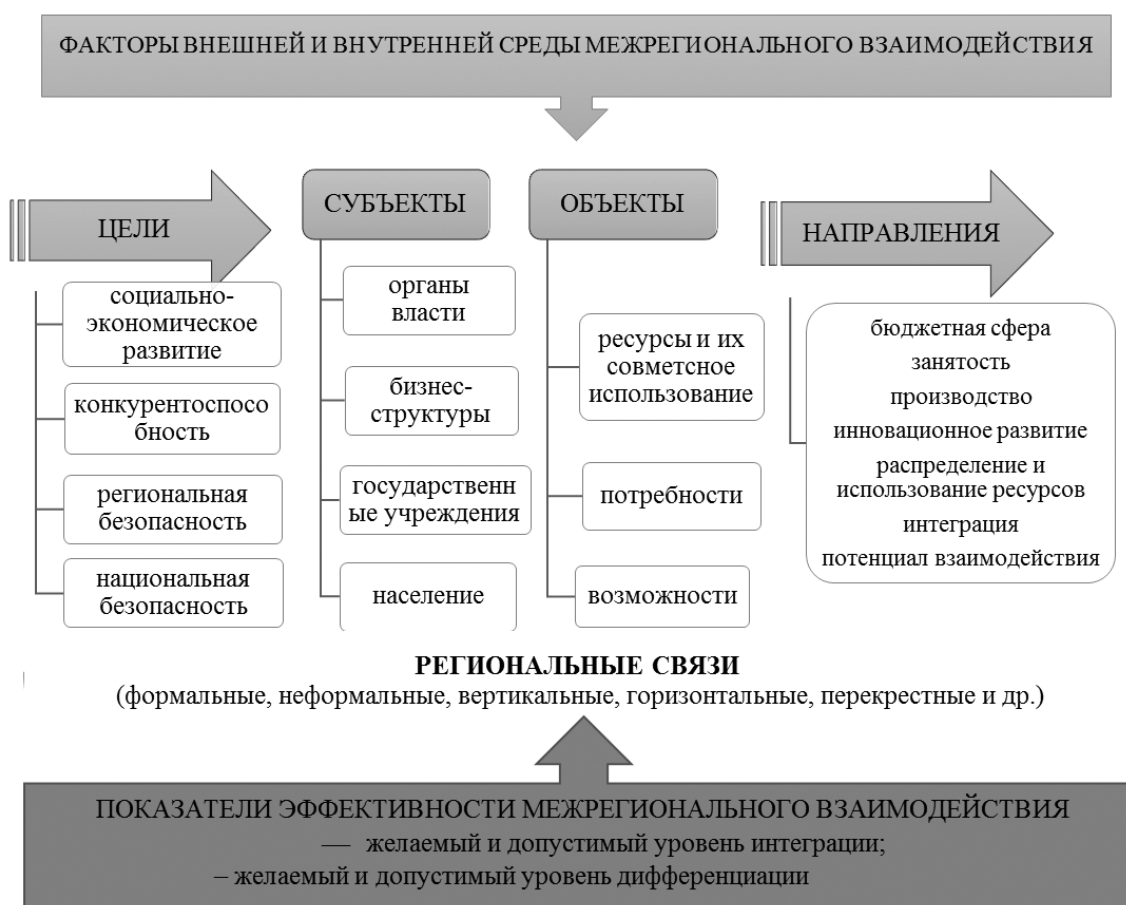 ФАКТОРЫ ВНЕШНЕЙ И ВНУТРЕННЕЙ СРЕДЫ МЕЖРЕГИОНАЛЬНОГО ВЗАИМОДЕЙСТВИЯ
ЦЕЛИ
социально-
экономическое
развитие
конкурентоспосо
бность
региональная
безопасность
национальная
безопасность
СУБЪЕКТЫ
органы
власти
бизнес-
структуры
государственн
ые учреждения
население
ОБЪЕКТЫ
ресурсы и их
совметсное
использование
потребности
возможности
НАПРАВЛЕНИЯ
бюджетная сфера
занятость
производство
инновационное развитие
распределение и
использование ресурсов
интеграция
потенциал взаимодействия
РЕГИОНАЛЬНЫЕ СВЯЗИ
(формальные, неформальные, вертикальные, горизонтальные, перекрестные и др.)
ПОКАЗАТЕЛИ ЭФФЕКТИВНОСТИ МЕЖРЕГИОНАЛЬНОГО ВЗАИМОДЕЙСТВИЯ
— желаемый и допустимый уровень интеграции;
– желаемый и допустимый уровень дифференциации